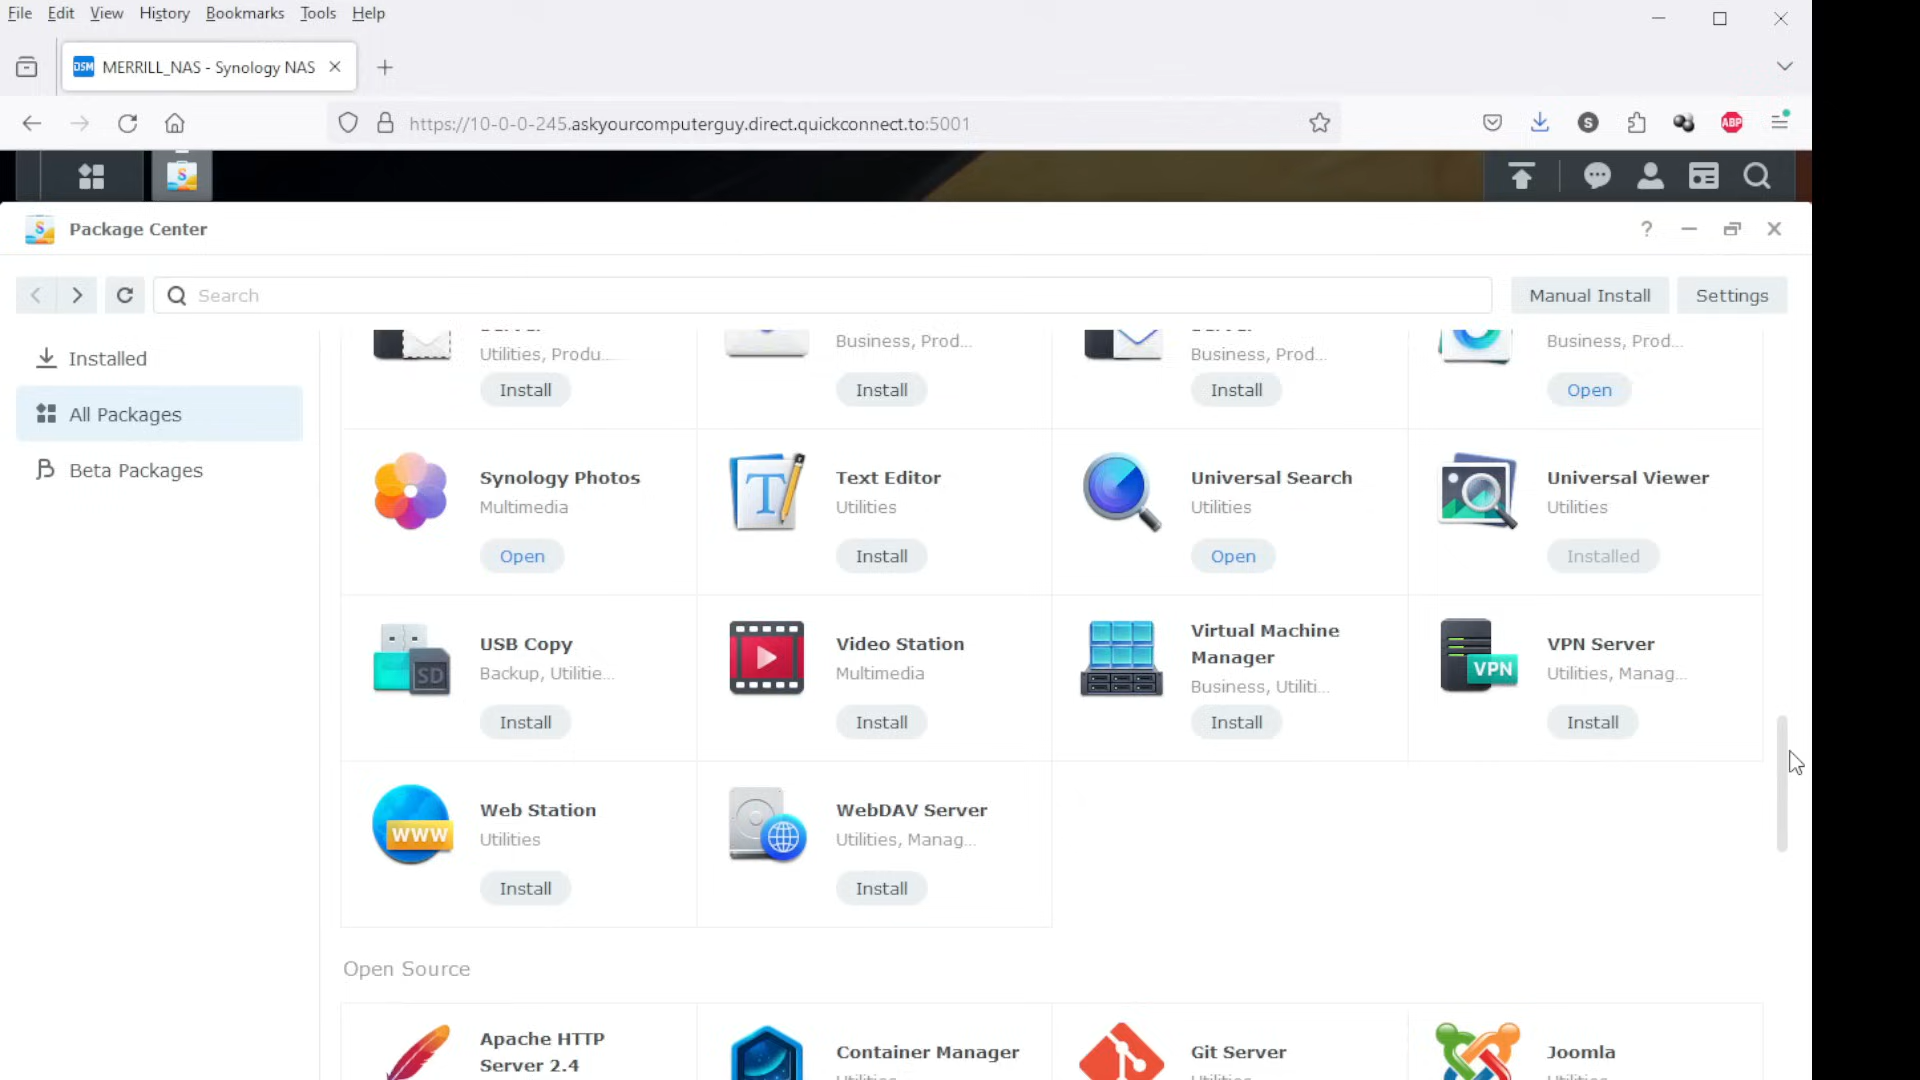 File Edit View History Bookmarks Tools Help
DSM MERRILL_NAS - Synology NAS
https://10-0-0-245.askyourcomputerguy.direct.quickconnect.to:5001
S ABP
S
S Package Center
?
Search
Manual Install
Settings
Installed
All Packages
Beta Packages
Utilities, Produ...
Install
Business, Prod...
Install
Business, Prod...
Install
Business, Prod...
Open
Synology Photos
Multimedia
Open
T
Text Editor
Utilities
Install
Universal Search
Utilities
Open
Universal Viewer
Utilities
Installed
SD
USB Copy
Backup, Utilitie...
Install
Video Station
Multimedia
Install
Virtual Machine
Manager
Business, Utiliti...
Install
VPN
VPN Server
Utilities, Manag...
Install
WWW
Web Station
Utilities
Install
WebDAV Server
Utilities, Manag...
Install
Open Source
Apache HTTP
Server 2.4
Container Manager
Git Server
Joomla